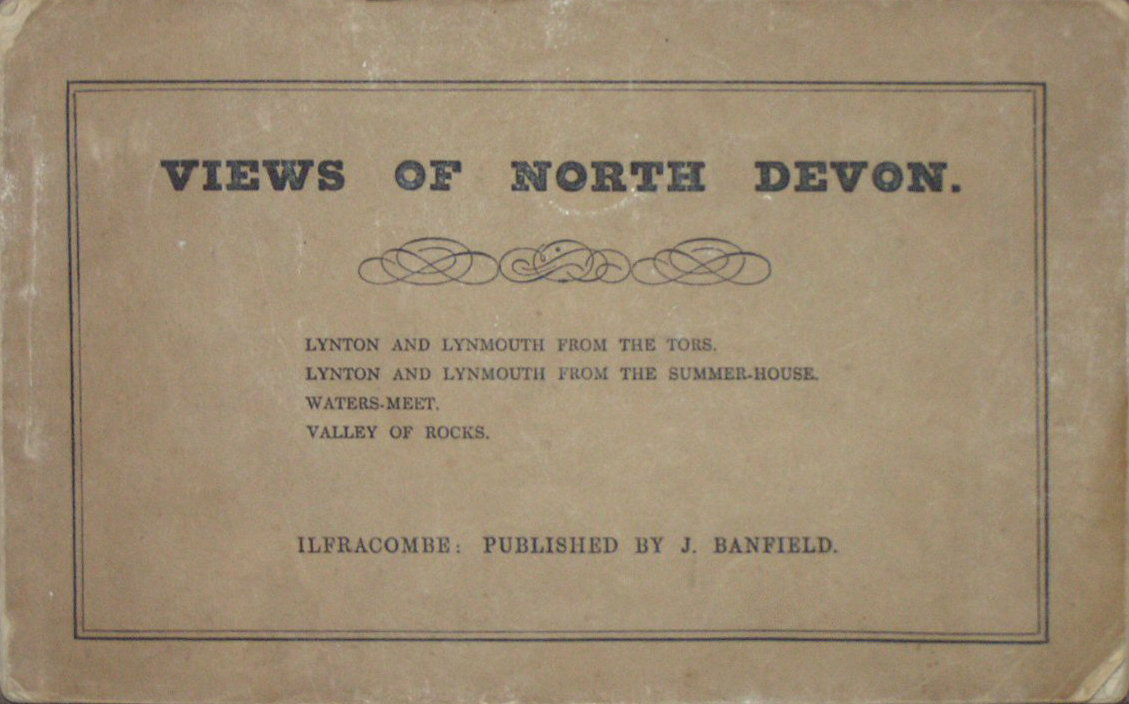 VIEWS OF NORTH DEVON.
LYNTON AND LYNMOUTH FROM THE TORS.
LYNTON AND LYNMOUTH FROM THE SUMMER-HOUSE.
WATERS-MEET.
VALLEY OF ROCKS.
ILFRACOMBE: PUBLISHED BY J. BANFIELD.